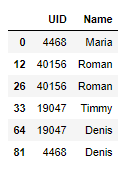 UID Name
0 4468 Maria
12 40156 Roman
26 40156 Roman
33 19047 Timmy
64 19047 Denis
81 4468 Denis